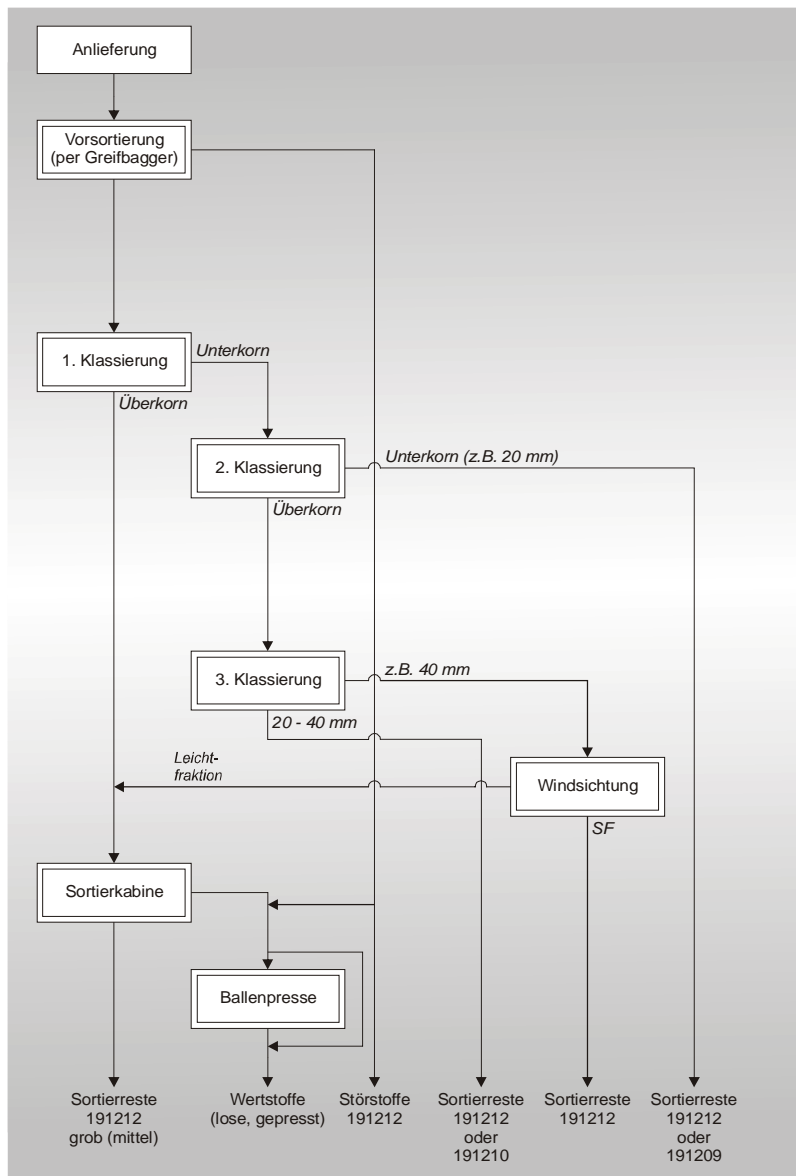 Anlieferung
Vorsortierung
(per Greifbagger)
1. Klassierung
Unterkorn
Überkorn
2. Klassierung
Unterkorn (z.B. 20 mm)
Überkorn
3. Klassierung
z.B. 40 mm
20 - 40 mm
Leicht-
fraktion
Windsichtung
SF
Sortierkabine
Ballenpresse
Sortierreste
191212
grob (mittel)
Wertstoffe
(lose, gepresst)
Störstoffe
191212
Sortierreste
191212
oder
191210
Sortierreste
191212
Sortierreste
191212
oder
191209